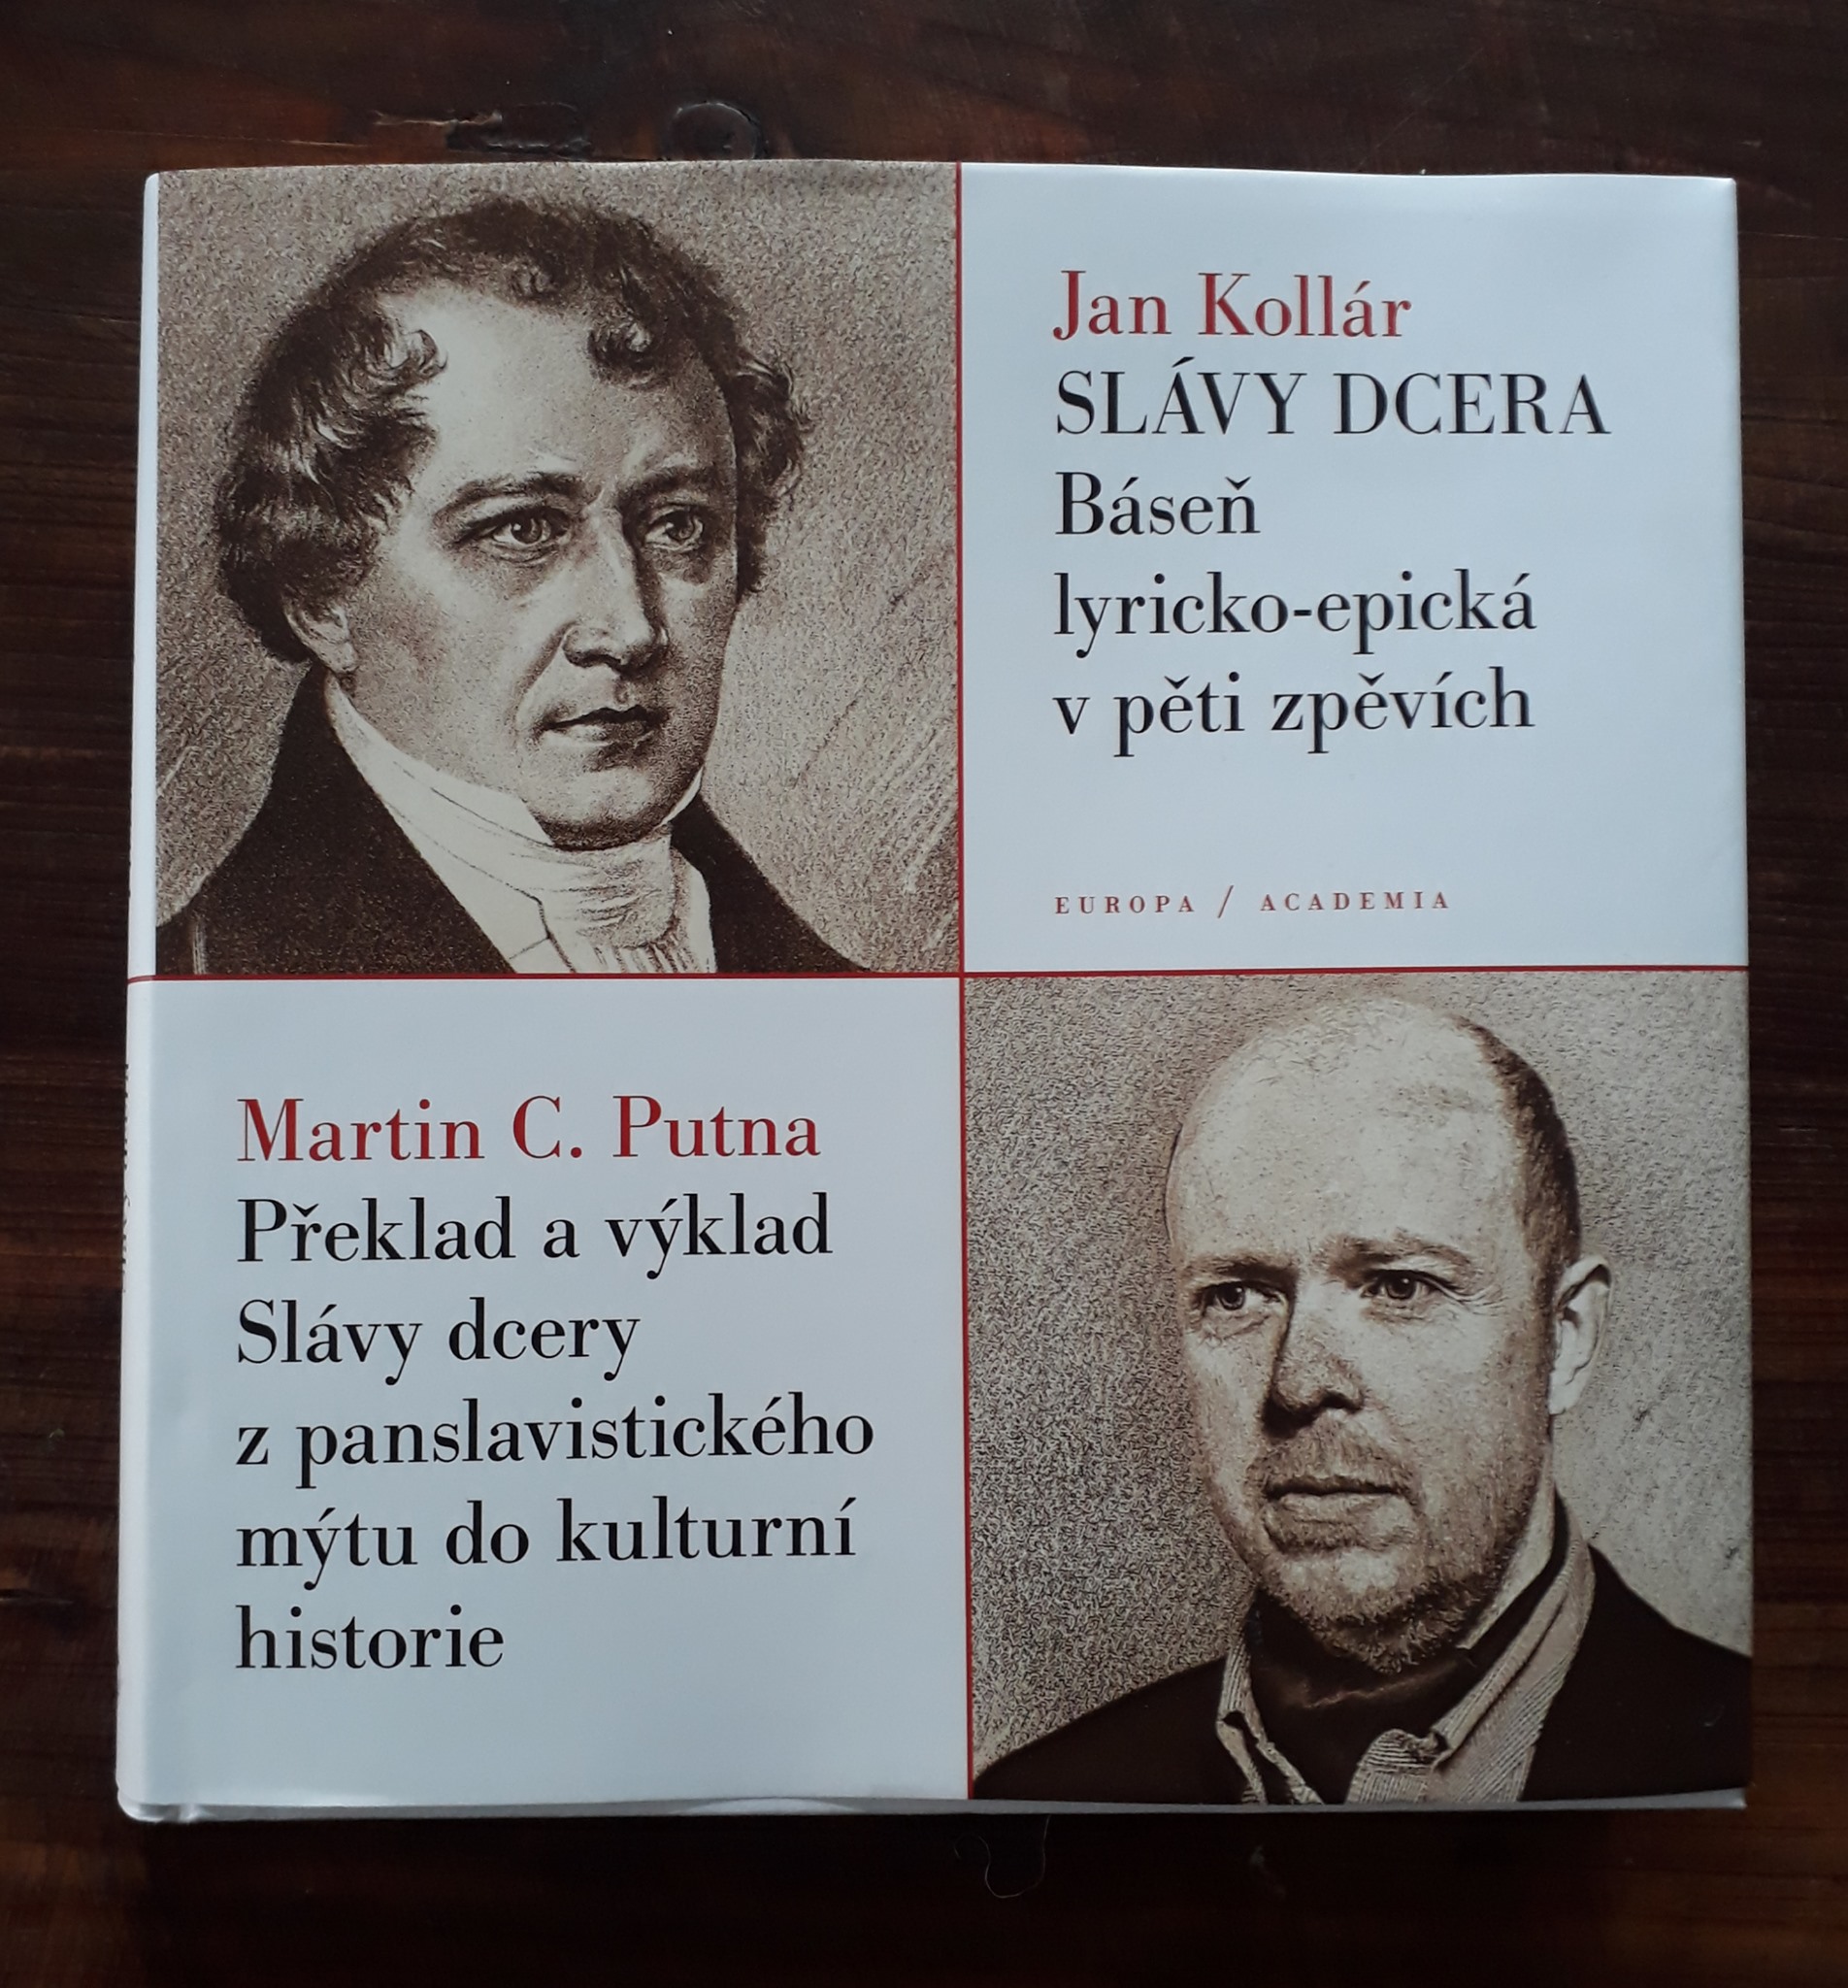 Jan Kollár
SLÁVY DCERA
Báseň
lyricko-epická
v pěti zpěvích
EUROPA / ACADEMIA
Martin C. Putna
Překlad a výklad
Slávy dcery
z panslavistického
mýtu do kulturní
historie